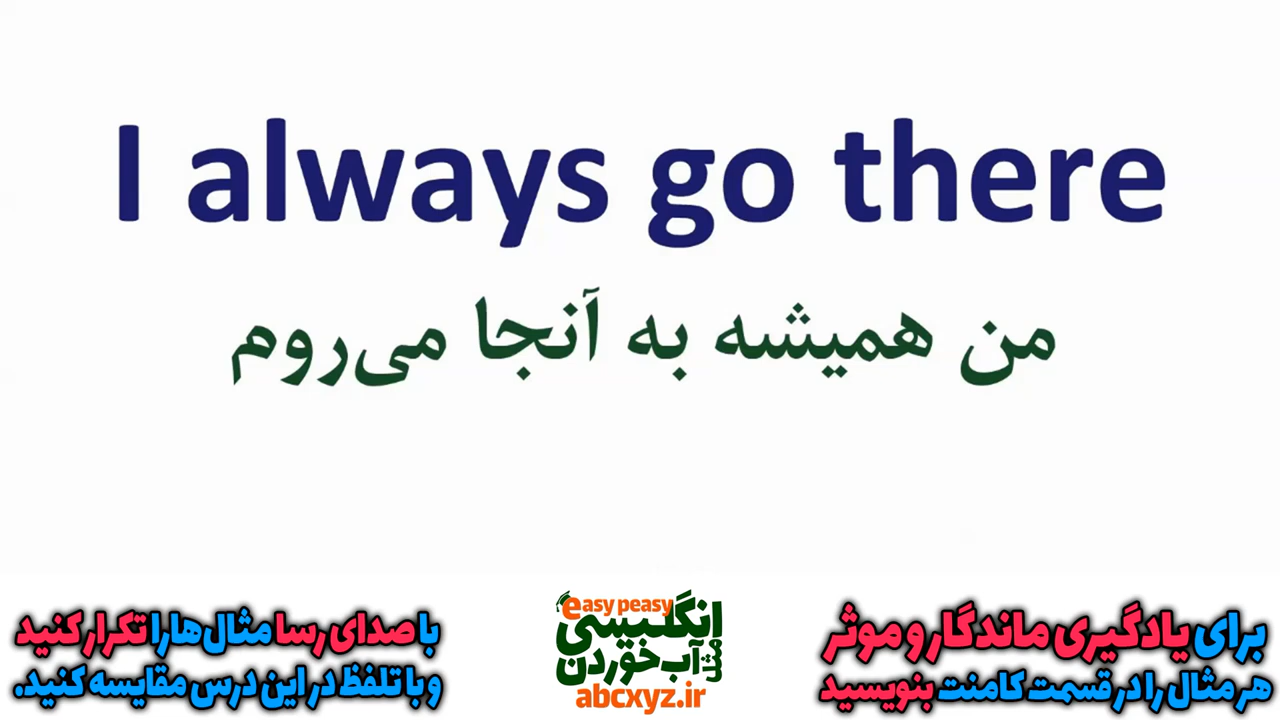 I always go there
من همیشه به آنجا می‌روم
برای یادگیری ماندگار و موثر
هر مثال را در قسمت کامنت بنویسید
easy peasy
انگلیسی
مثل
آب خوردن
abcxyz.ir
با صدای رسا مثال‌ها را تکرار کنید
و با تلفظ در این درس مقایسه کنید.